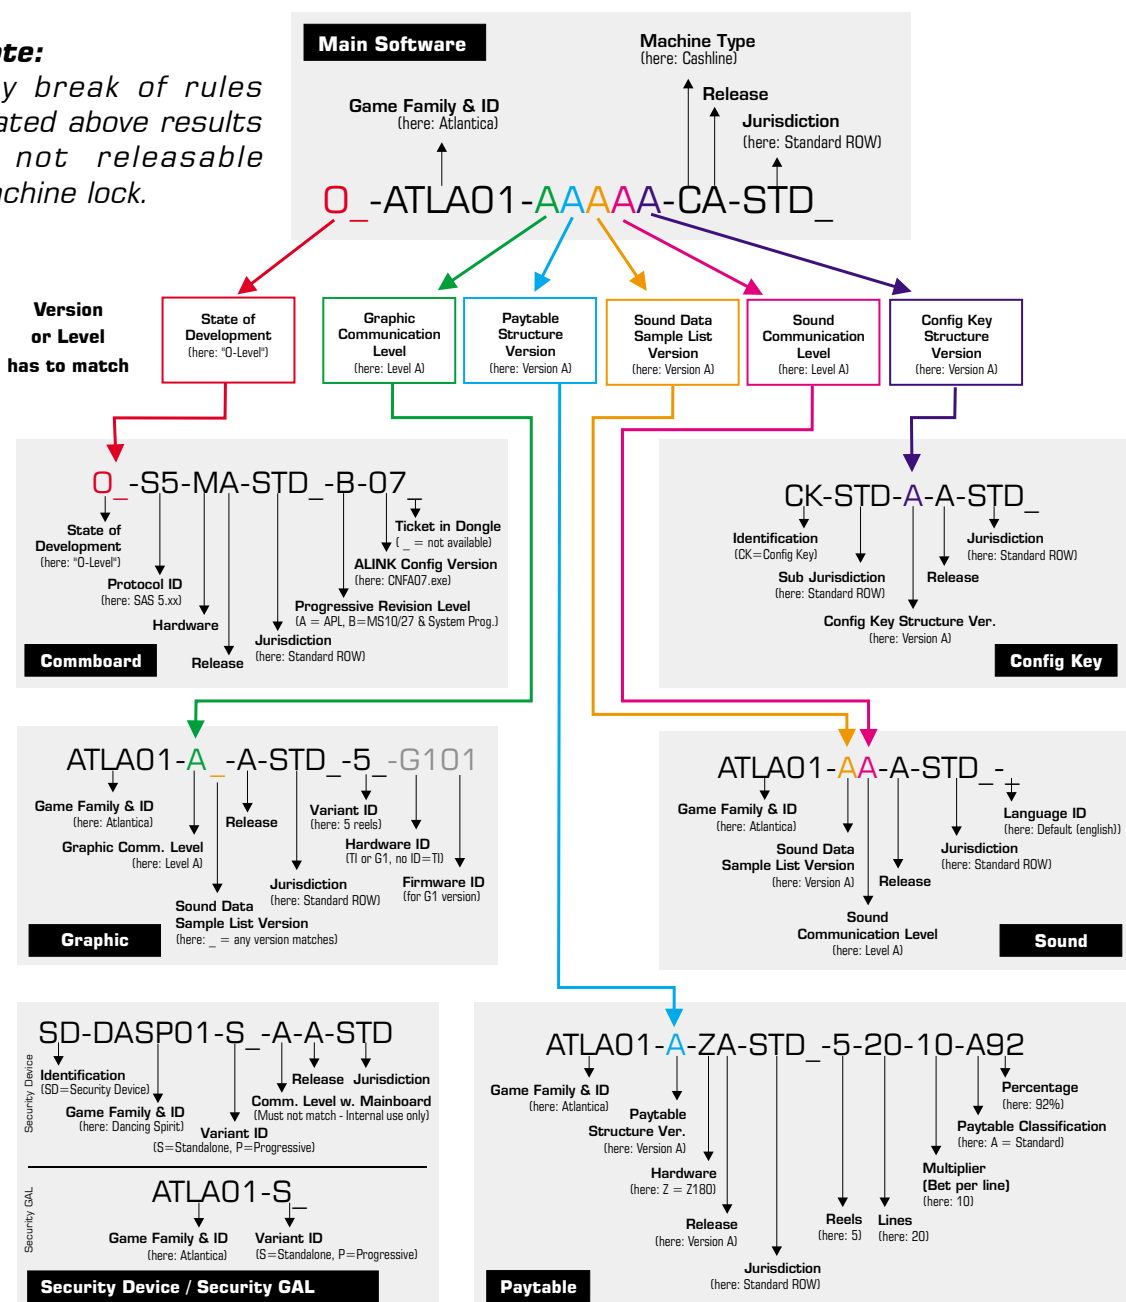 te:
y break of rules
ated above results
not releasable
chine lock.
Main Software
Machine Type
(here: Cashline)
Release
Game Family & ID
(here: Atlantica)
Jurisdiction
(here: Standard ROW)
O_-ATLA01-AAAAA-CA-STD_
Version
or Level
has to match
State of
Development
(here: "O-Level")
Graphic
Communication
Level
(here: Level A)
Paytable
Structure
Version
(here: Version A)
Sound Data
Sample List
Version
(here: Version A)
Sound
Communication
Level
(here: Level A)
Config Key
Structure
Version
(here: Version A)
O_-S5-MA-STD_-B-07_
State of
Development
(here: "O-Level")
Ticket in Dongle
( _ = not available)
ALINK Config Version
(here: CNFA07.exe)
Protocol ID
(here: SAS 5.xx)
Progressive Revision Level
(A = APL, B=MS10/27 & System Prog.)
Hardware
Jurisdiction
(here: Standard ROW)
Release
Commboard
CK-STD-A-A-STD_
Identification
(CK=Config Key)
Jurisdiction
(here: Standard ROW)
Sub Jurisdiction
(here: Standard ROW)
Release
Config Key Structure Ver.
(here: Version A)
Config Key
ATLA01-A_-A-STD_-5_-G101
Game Family & ID
(here: Atlantica)
Release
Variant ID
(here: 5 reels)
Graphic Comm. Level
(here: Level A)
Hardware ID
(TI or G1, no ID=TI)
Jurisdiction
(here: Standard ROW)
Firmware ID
(for G1 version)
Sound Data
Sample List Version
(here: _ = any version matches)
Graphic
ATLA01-AA-A-STD_-_
Game Family & ID
(here: Atlantica)
Language ID
(here: Default (english))
Sound Data
Sample List Version
(here: Version A)
Jurisdiction
(here: Standard ROW)
Release
Sound
Communication Level
(here: Level A)
Sound
Security Device
SD-DASP01-S_-A-A-STD
Identification
(SD=Security Device)
Release
Jurisdiction
Game Family & ID
(here: Dancing Spirit)
Comm. Level w. Mainboard
(Must not match - Internal use only)
Variant ID
(S=Standalone, P=Progressive)
Security GAL
ATLA01-S_
Game Family & ID
(here: Atlantica)
Variant ID
(S=Standalone, P=Progressive)
Security Device / Security GAL
ATLA01-A-ZA-STD_-5-20-10-A92
Game Family & ID
(here: Atlantica)
Percentage
(here: 92%)
Paytable
Structure Ver.
(here: Version A)
Paytable Classification
(here: A = Standard)
Hardware
(here: Z = Z180)
Multiplier
(Bet per line)
(here: 10)
Release
(here: Version A)
Reels
(here: 5)
Lines
(here: 20)
Jurisdiction
(here: Standard ROW)
Paytable